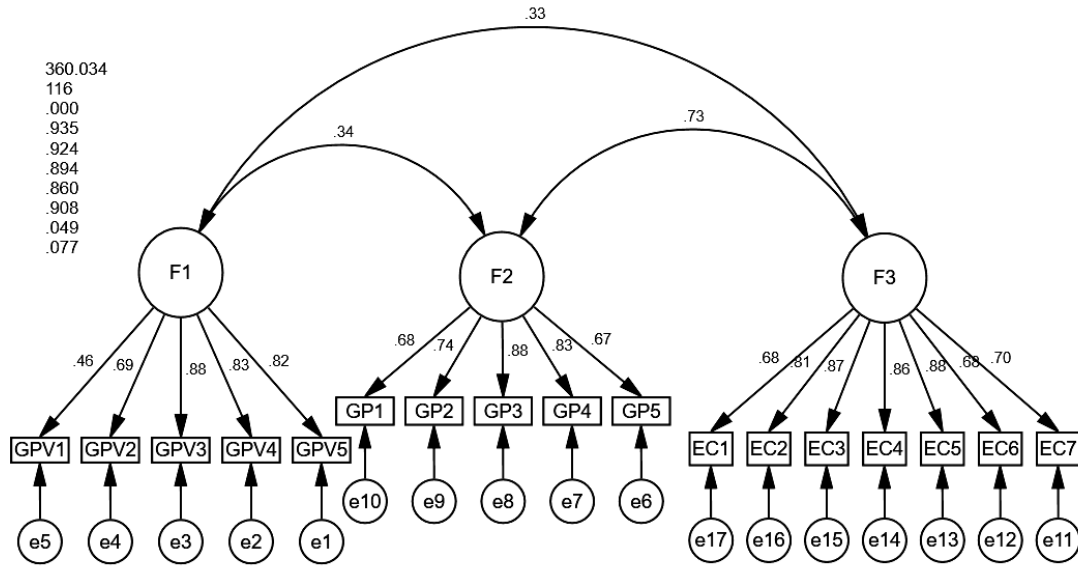 .33
360.034
116
.000
.935
.924
.894
.860
.908
.049
.077
.34
.73
F1
F2
F3
.46 .69 .88 .83 .82
.68 .74 .88 .83 .67
.68 .81 .87 .86 .88 .68 .70
GP1 GP2 GP3 GP4 GP5
GPV1 GPV2 GPV3 GPV4 GPV5
EC1 EC2 EC3 EC4 EC5 EC6 EC7
e10 e9 e8 e7 e6
e5 e4 e3 e2 e1
e17 e16 e15 e14 e13 e12 e11